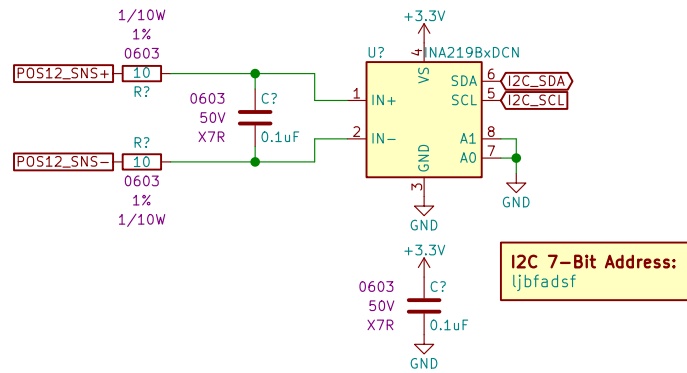 1/10W
1%
0603
POS12_SNS+
10
R?
0603
50V
X7R
C?
0.1uF
R?
POS12_SNS-
10
0603
1%
1/10W
+3.3V
U?
INA219BxDCN
4
VS
1
IN+
2
IN-
SDA
6
I2C_SDA
SCL
5
I2C_SCL
A1
8
A0
7
GND
3
GND
GND
+3.3V
0603
50V
X7R
C?
0.1uF
GND
I2C 7-Bit Address:
ljbfadsf